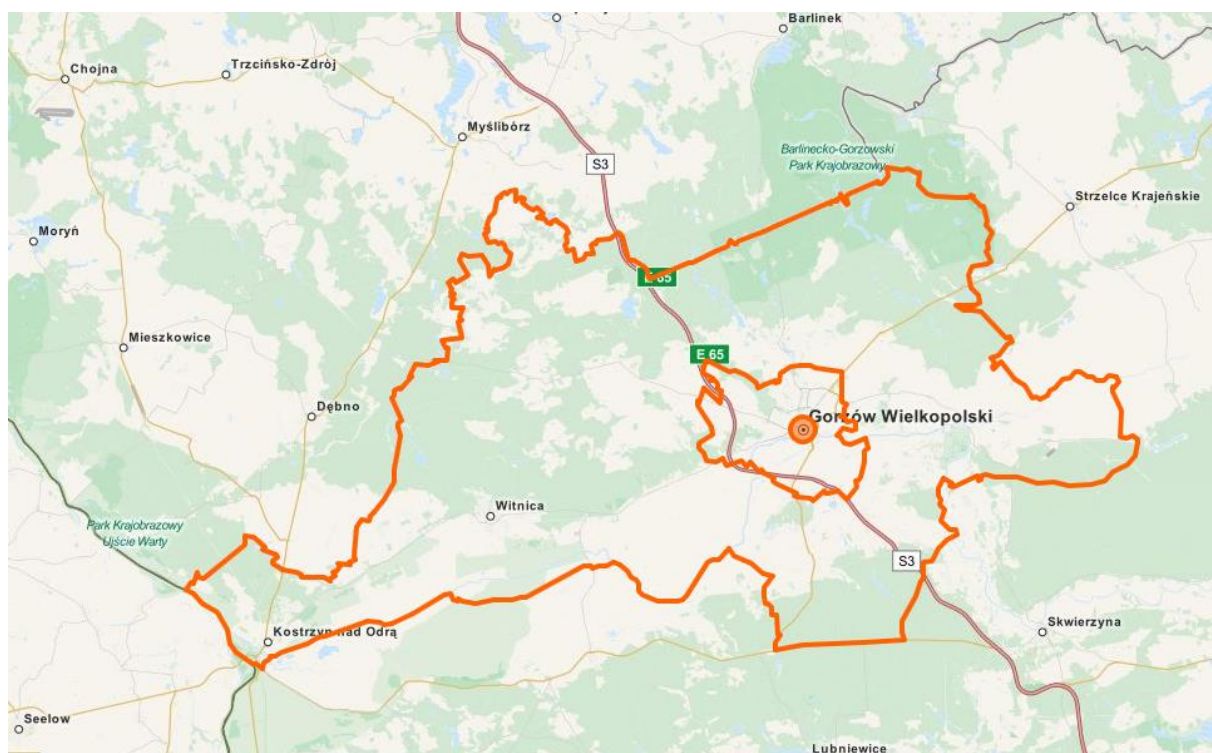 Barlinek
Chojna
Trzcińsko-Zdrój
Myślibórz
S3
Barlinecko-Gorzowski
Park Krajobrazowy
Strzelce Krajeńskie
Moryń
E 65
Mieszkowice
E 65
Dębno
Gorzów Wielkopolski
Witnica
Park Krajobrazowy
Ujście Warty
S3
Kostrzyn nad Odrą
Skwierzyna
Seelow
Lubniewice